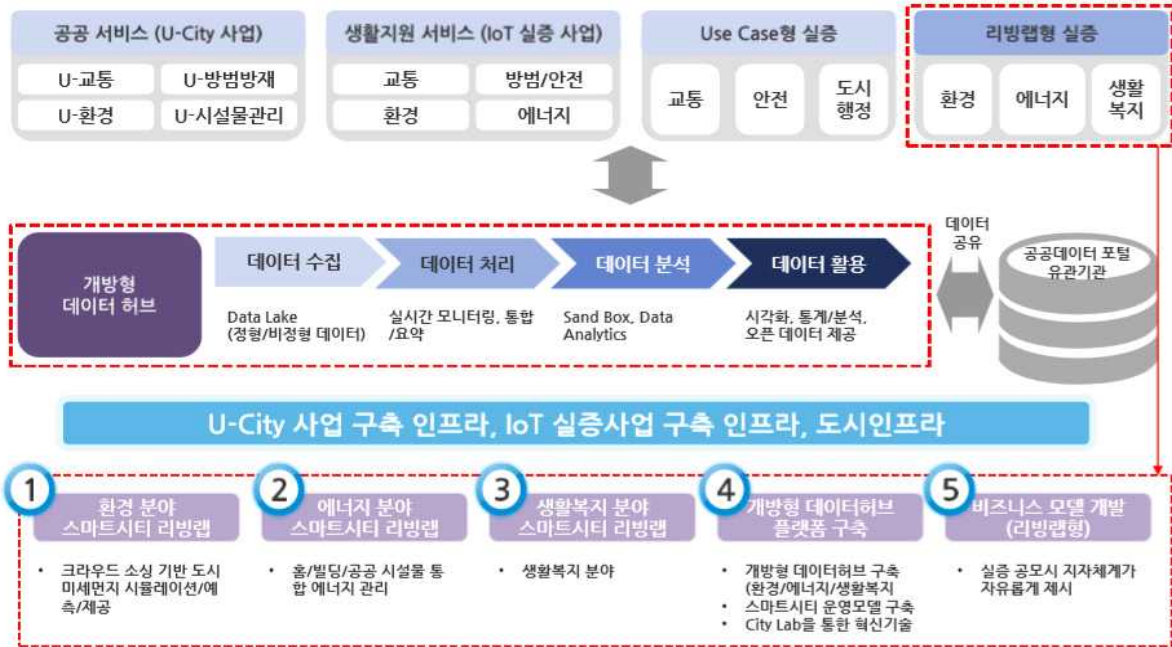 공공 서비스 (U-City 사업)
U-교통
U-방범방재
U-환경
U-시설물관리
생활지원 서비스 (IoT 실증 사업)
교통
방범/안전
환경
에너지
Use Case형 실증
교통
안전
도시
행정
리빙랩형 실증
환경
에너지
생활
복지
개방형
데이터 허브
데이터 수집
데이터 처리
데이터 분석
데이터 활용
Data Lake
(정형/비정형 데이터)
실시간 모니터링, 통합
/요약
Sand Box, Data
Analytics
시각화, 통계/분석,
오픈 데이터 제공
데이터
공유
공공데이터 포털
유관기관
U-City 사업 구축 인프라, IoT 실증사업 구축 인프라, 도시인프라
1
환경 분야
스마트시티 리빙랩
• 크라우드 소싱 기반 도시
미세먼지 시뮬레이션/예
측/제공
2
에너지 분야
스마트시티 리빙랩
• 홈/빌딩/공공 시설물 통
합 에너지 관리
3
생활복지 분야
스마트시티 리빙랩
• 생활복지 분야
4
개방형 데이터허브
플랫폼 구축
• 개방형 데이터허브 구축
(환경/에너지/생활복지
• 스마트시티 운영모델 구축
• City Lab을 통한 혁신기술
5
비즈니스 모델 개발
(리빙랩형)
• 실증 공모시 지자체계가
자유롭게 제시